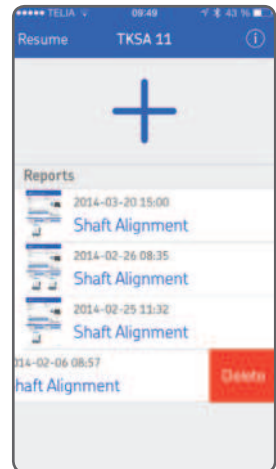 TELIA 09:49 43 %
Resume TKSA 11
Reports
2014-03-20 15:00
Shaft Alignment
2014-02-26 08:35
Shaft Alignment
2014-02-25 11:32
Shaft Alignment
014-02-06 08:57
haft Alignment
Delete